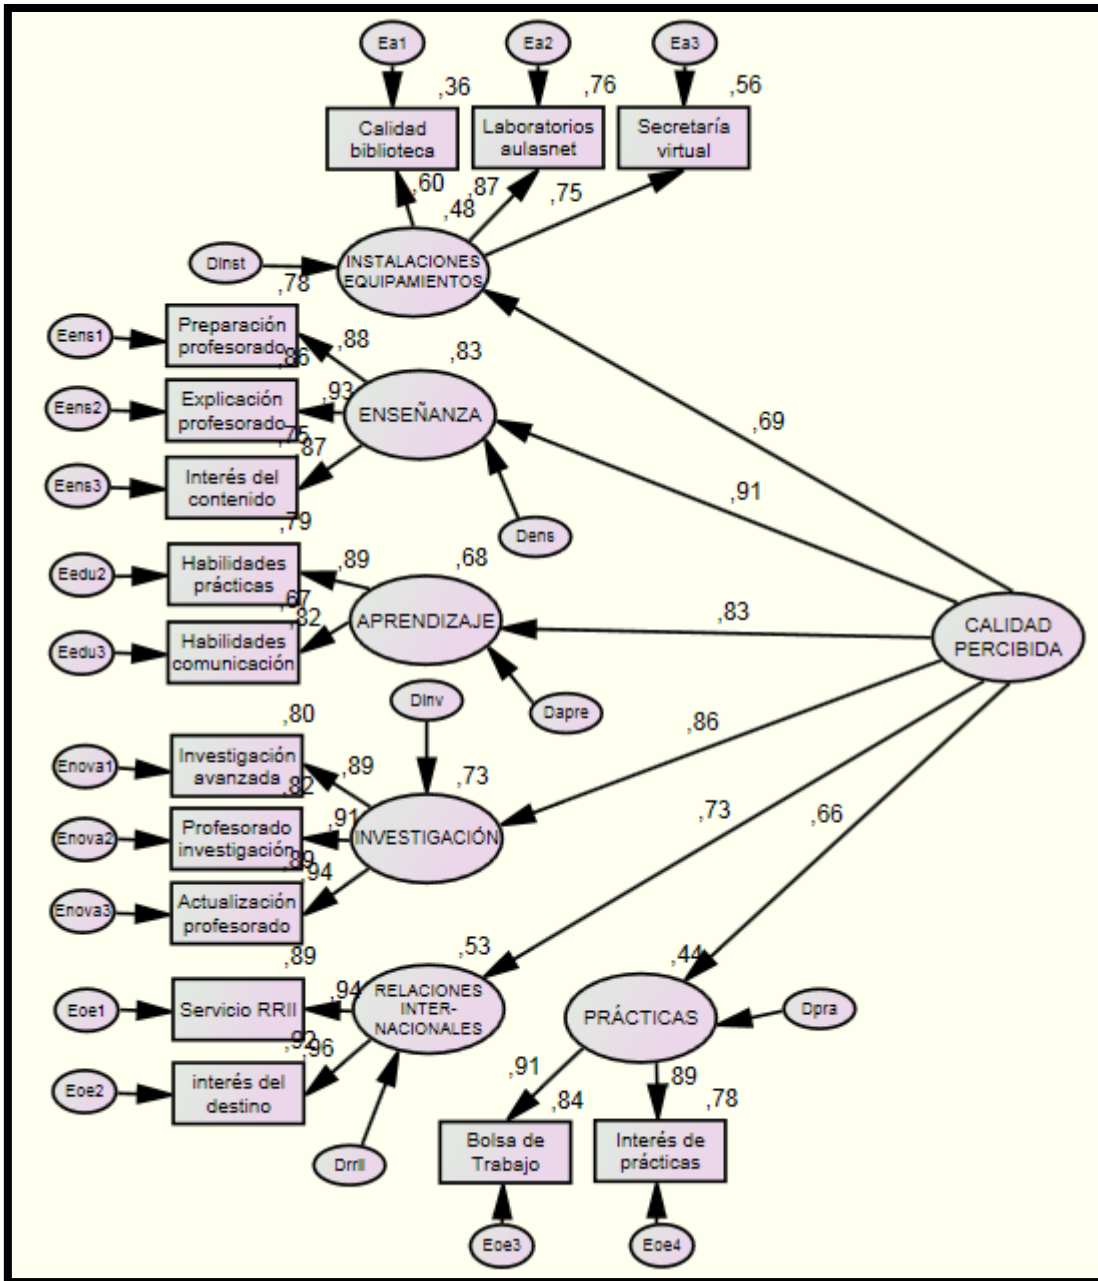 Ea1
Ea2
Ea3
,36
,76
,56
Calidad
biblioteca
Laboratorios
aulasnet
Secretaría
virtual
,60
,87
,75
,48
DInst
INSTALACIONES
EQUIPAMIENTOS
,78
Eens1
Preparación
profesorado
,88
,83
,86
Eens2
Explicación
profesorado
,93
ENSEÑANZA
,69
,75
,87
,91
Eens3
Interés del
contenido
,79
Dens
Eedu2
Habilidades
prácticas
,89
,68
,67
,82
APRENDIZAJE
,83
CALIDAD
PERCIBIDA
Eedu3
Habilidades
comunicación
DInv
Dapre
,80
,86
Enova1
Investigación
avanzada
,89
,73
,82
,73
,66
Enova2
Profesorado
investigación
,91
INVESTIGACIÓN
,89
,94
Enova3
Actualización
profesorado
,89
,53
,44
Eoe1
Servicio RRII
,94
RELACIONES
INTER-
NACIONALES
PRÁCTICAS
Dpra
,92
,96
Eoe2
interés del
destino
,91
,89
,84
,78
Drrii
Bolsa de
Trabajo
Interés de
prácticas
Eoe3
Eoe4